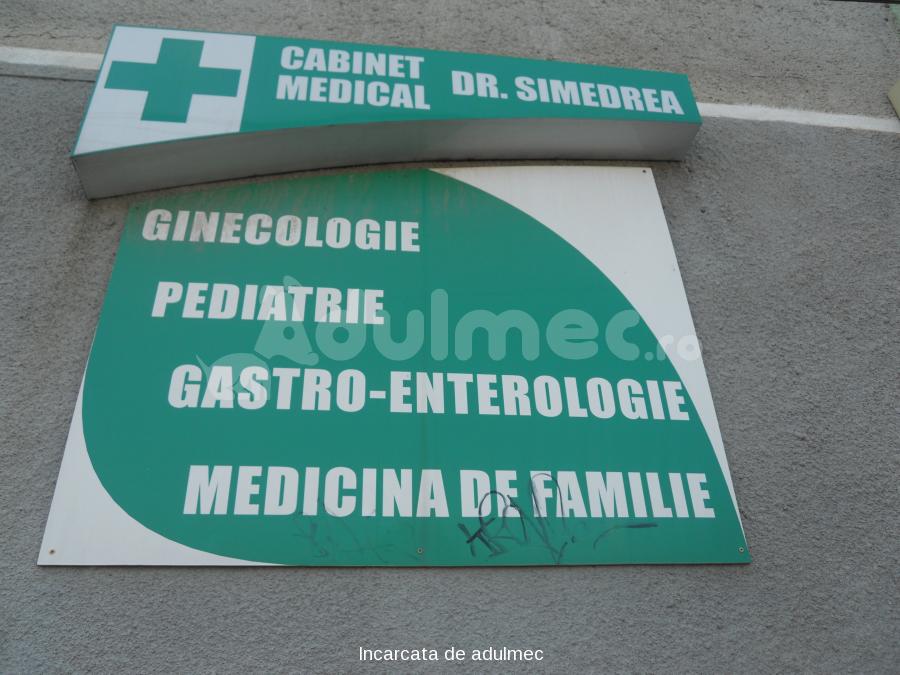 CABINET
MEDICAL
DR. SIMEDREA
GINECOLOGIE
PEDIATRIE
Adulmec.ro
GASTRO-ENTEROLOGIE
MEDICINA DE FAMILIE
Incarcata de adulmec